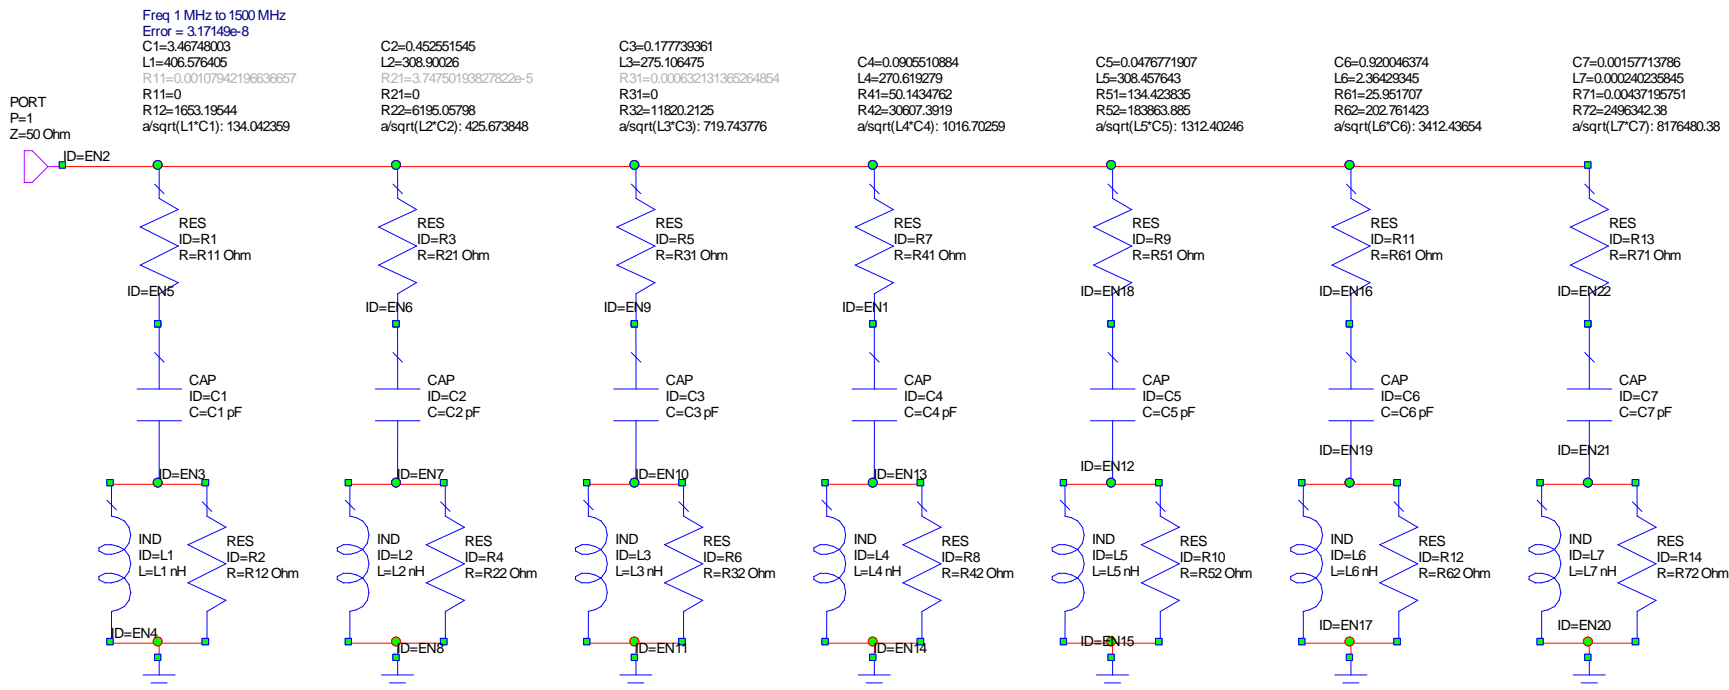 Freq 1 MHz to 1500 MHz
Error = 3.17149e-8
C1=3.46748003
L1=406.576405
R11=0.00107942196636657
R11=0
R12=1653.19544
a/sqrt(L1*C1): 134.042359
C2=0.452551545
L2=308.90026
R21=3.74750193827822e-5
R21=0
R22=6195.05798
a/sqrt(L2*C2): 425.673848
C3=0.177739361
L3=275.106475
R31=0.000632131365264854
R31=0
R32=11820.2125
a/sqrt(L3*C3): 719.743776
C4=0.0905510884
L4=270.619279
R41=50.1434762
R42=30607.3919
a/sqrt(L4*C4): 1016.70259
C5=0.0476771907
L5=308.457643
R51=134.423835
R52=183863.885
a/sqrt(L5*C5): 1312.40246
C6=0.920046374
L6=2.36429345
R61=25.951707
R62=202.761423
a/sqrt(L6*C6): 3412.43654
C7=0.00157713786
L7=0.000240235845
R71=0.00437195751
R72=2496342.38
a/sqrt(L7*C7): 8176480.38
PORT
P=1
Z=50 Ohm
ID=EN2
RES
ID=R1
R=R11 Ohm
RES
ID=R3
R=R21 Ohm
RES
ID=R5
R=R31 Ohm
RES
ID=R7
R=R41 Ohm
RES
ID=R9
R=R51 Ohm
RES
ID=R11
R=R61 Ohm
RES
ID=R13
R=R71 Ohm
ID=EN5
ID=EN6
ID=EN9
ID=EN1
ID=EN18
ID=EN16
ID=EN22
CAP
ID=C1
C=C1 pF
CAP
ID=C2
C=C2 pF
CAP
ID=C3
C=C3 pF
CAP
ID=C4
C=C4 pF
CAP
ID=C5
C=C5 pF
CAP
ID=C6
C=C6 pF
CAP
ID=C7
C=C7 pF
ID=EN3
ID=EN7
ID=EN10
ID=EN13
ID=EN12
ID=EN19
ID=EN21
IND
ID=L1
L=L1 nH
RES
ID=R2
R=R12 Ohm
IND
ID=L2
L=L2 nH
RES
ID=R4
R=R22 Ohm
IND
ID=L3
L=L3 nH
RES
ID=R6
R=R32 Ohm
IND
ID=L4
L=L4 nH
RES
ID=R8
R=R42 Ohm
IND
ID=L5
L=L5 nH
RES
ID=R10
R=R52 Ohm
IND
ID=L6
L=L6 nH
RES
ID=R12
R=R62 Ohm
IND
ID=L7
L=L7 nH
RES
ID=R14
R=R72 Ohm
ID=EN4
ID=EN8
ID=EN11
ID=EN14
ID=EN15
ID=EN17
ID=EN20